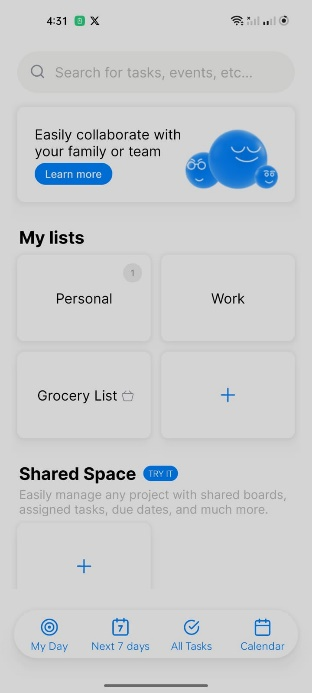 4:31
Search for tasks, events, etc...
Easily collaborate with
your family or team
Learn more
My lists
1
Personal
Work
Grocery List
Shared Space TRY IT
Easily manage any project with shared boards,
assigned tasks, due dates, and much more.
7
My Day Next 7 days All Tasks Calendar